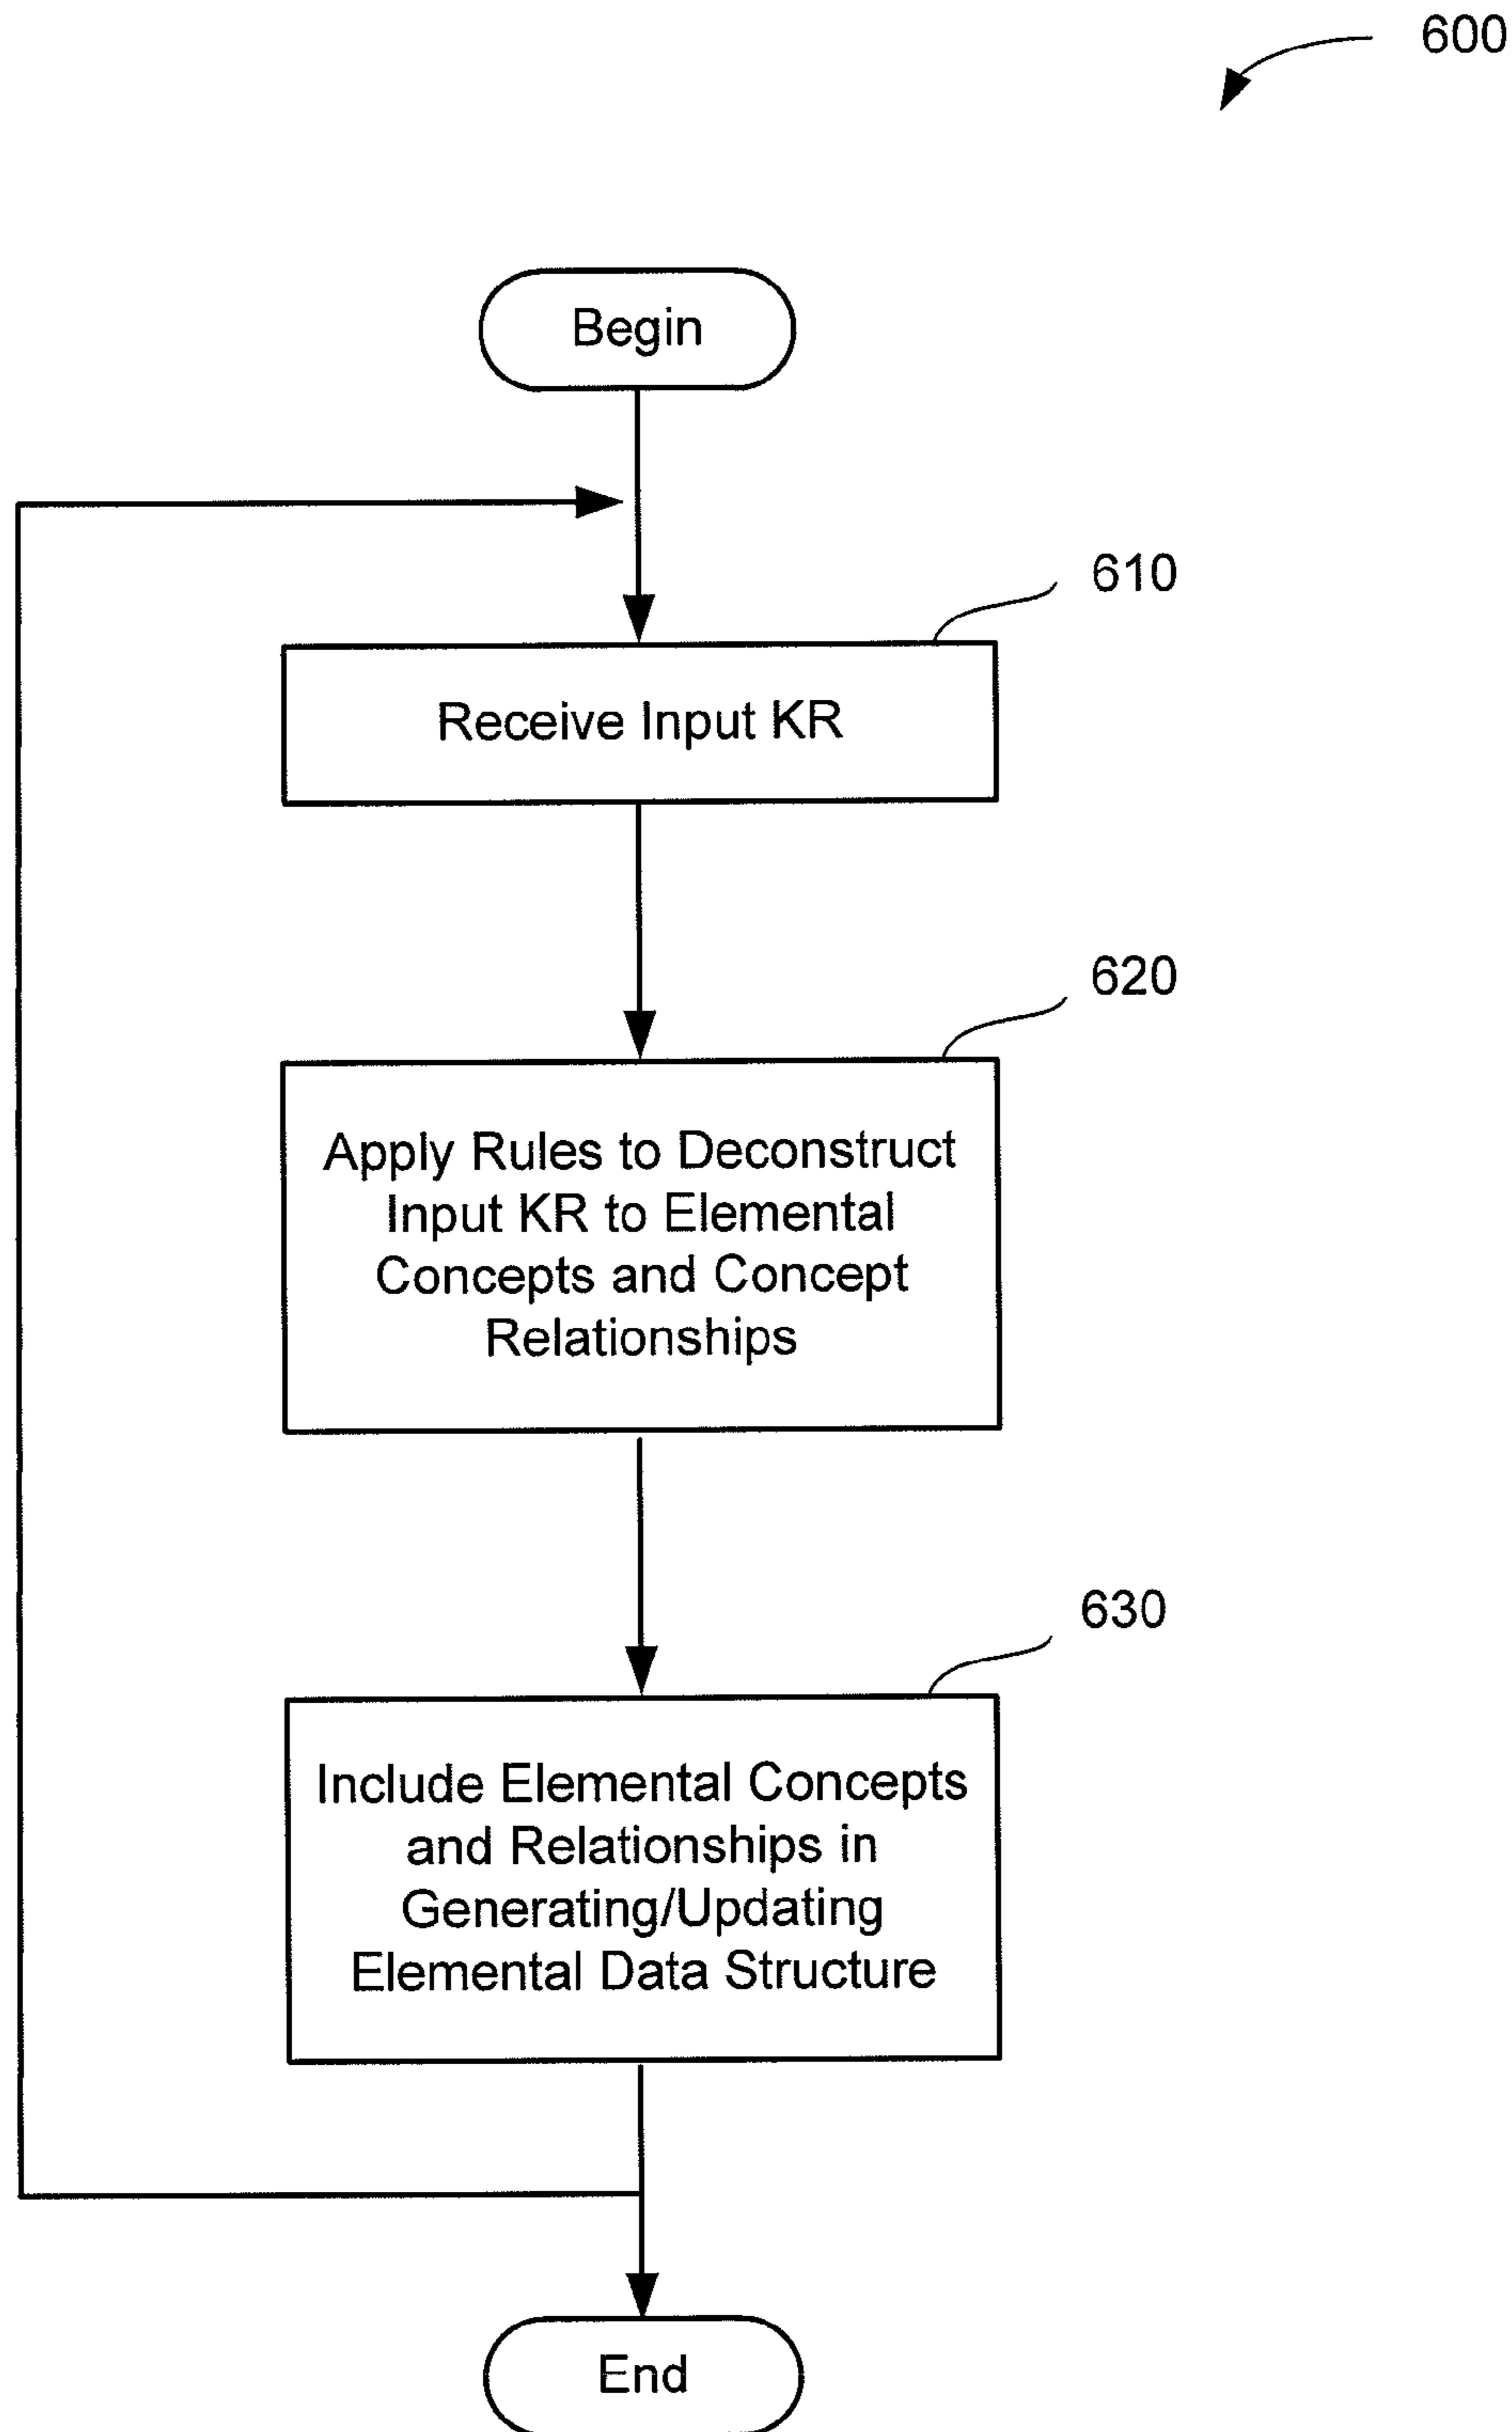 600
Begin
610
Receive Input KR
620
Apply Rules to Deconstruct
Input KR to Elemental
Concepts and Concept
Relationships
630
Include Elemental Concepts
and Relationships in
Generating/Updating
Elemental Data Structure
End